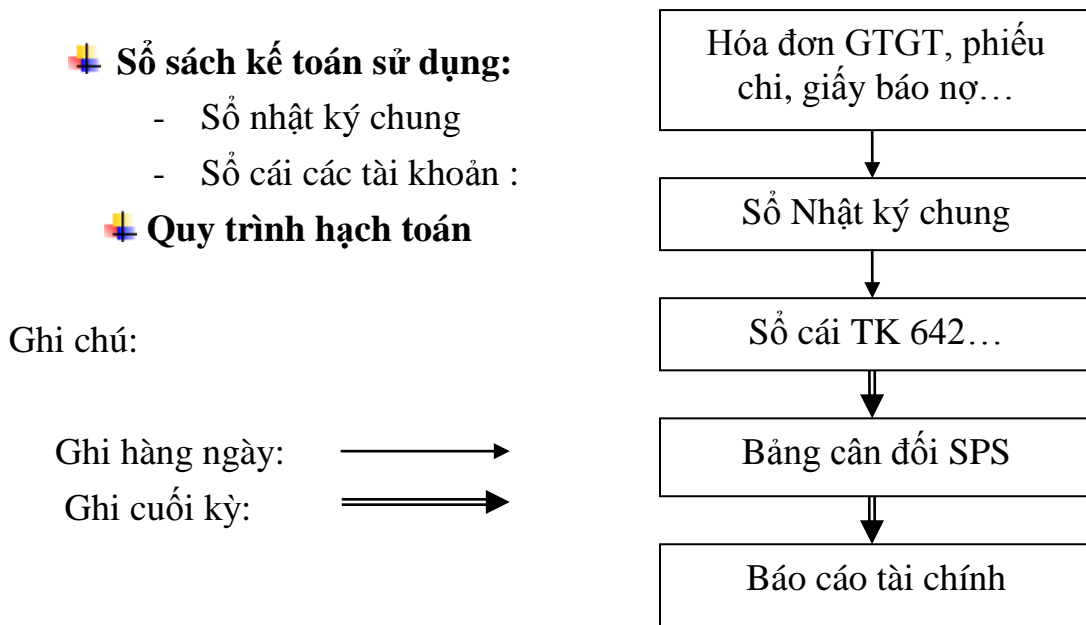 Sổ sách kế toán sử dụng:
- Sổ nhật ký chung
- Sổ cái các tài khoản :
Quy trình hạch toán
Ghi chú:
Ghi hàng ngày:
Ghi cuối kỳ:
Hóa đơn GTGT, phiếu
chi, giấy báo nợ…
Sổ Nhật ký chung
Sổ cái TK 642…
Bảng cân đối SPS
Báo cáo tài chính